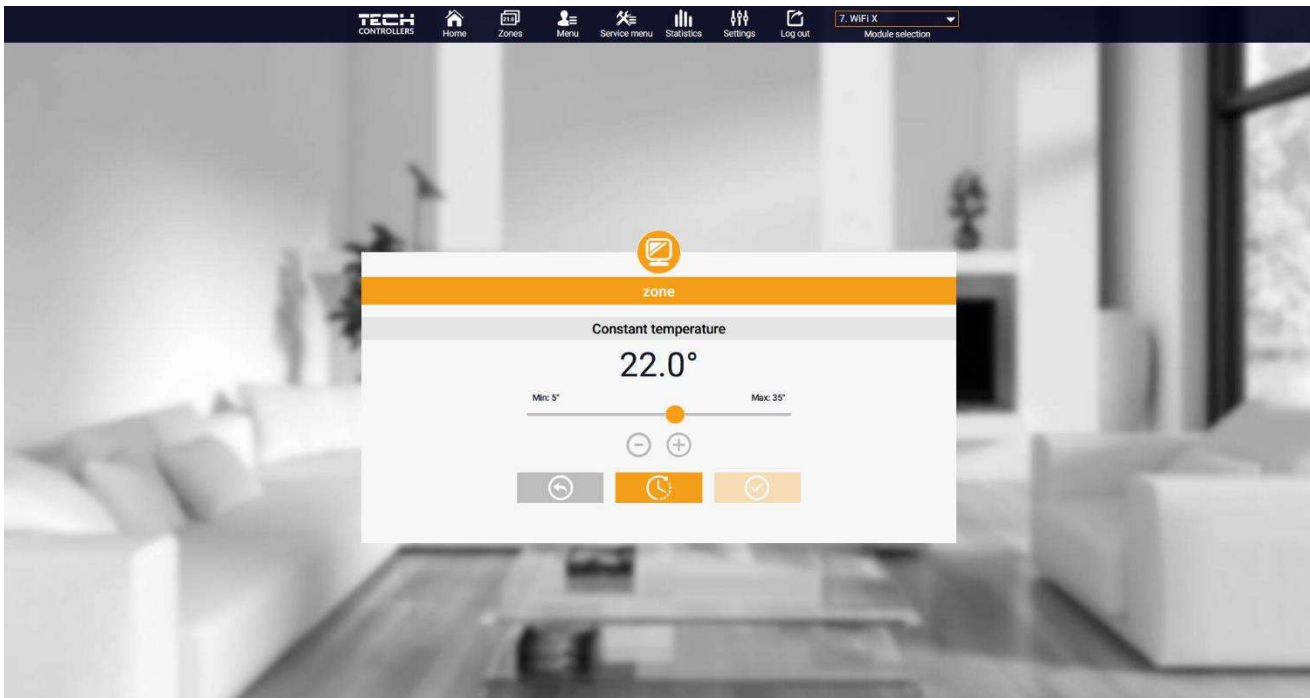 TECH
CONTROLLERS
Home
21.0
Zones
Menu
Service menu
Statistics
Settings
Log out
7. WiFi X
Module selection
zone
Constant temperature
22.0°
Min: 5°
Max: 35°